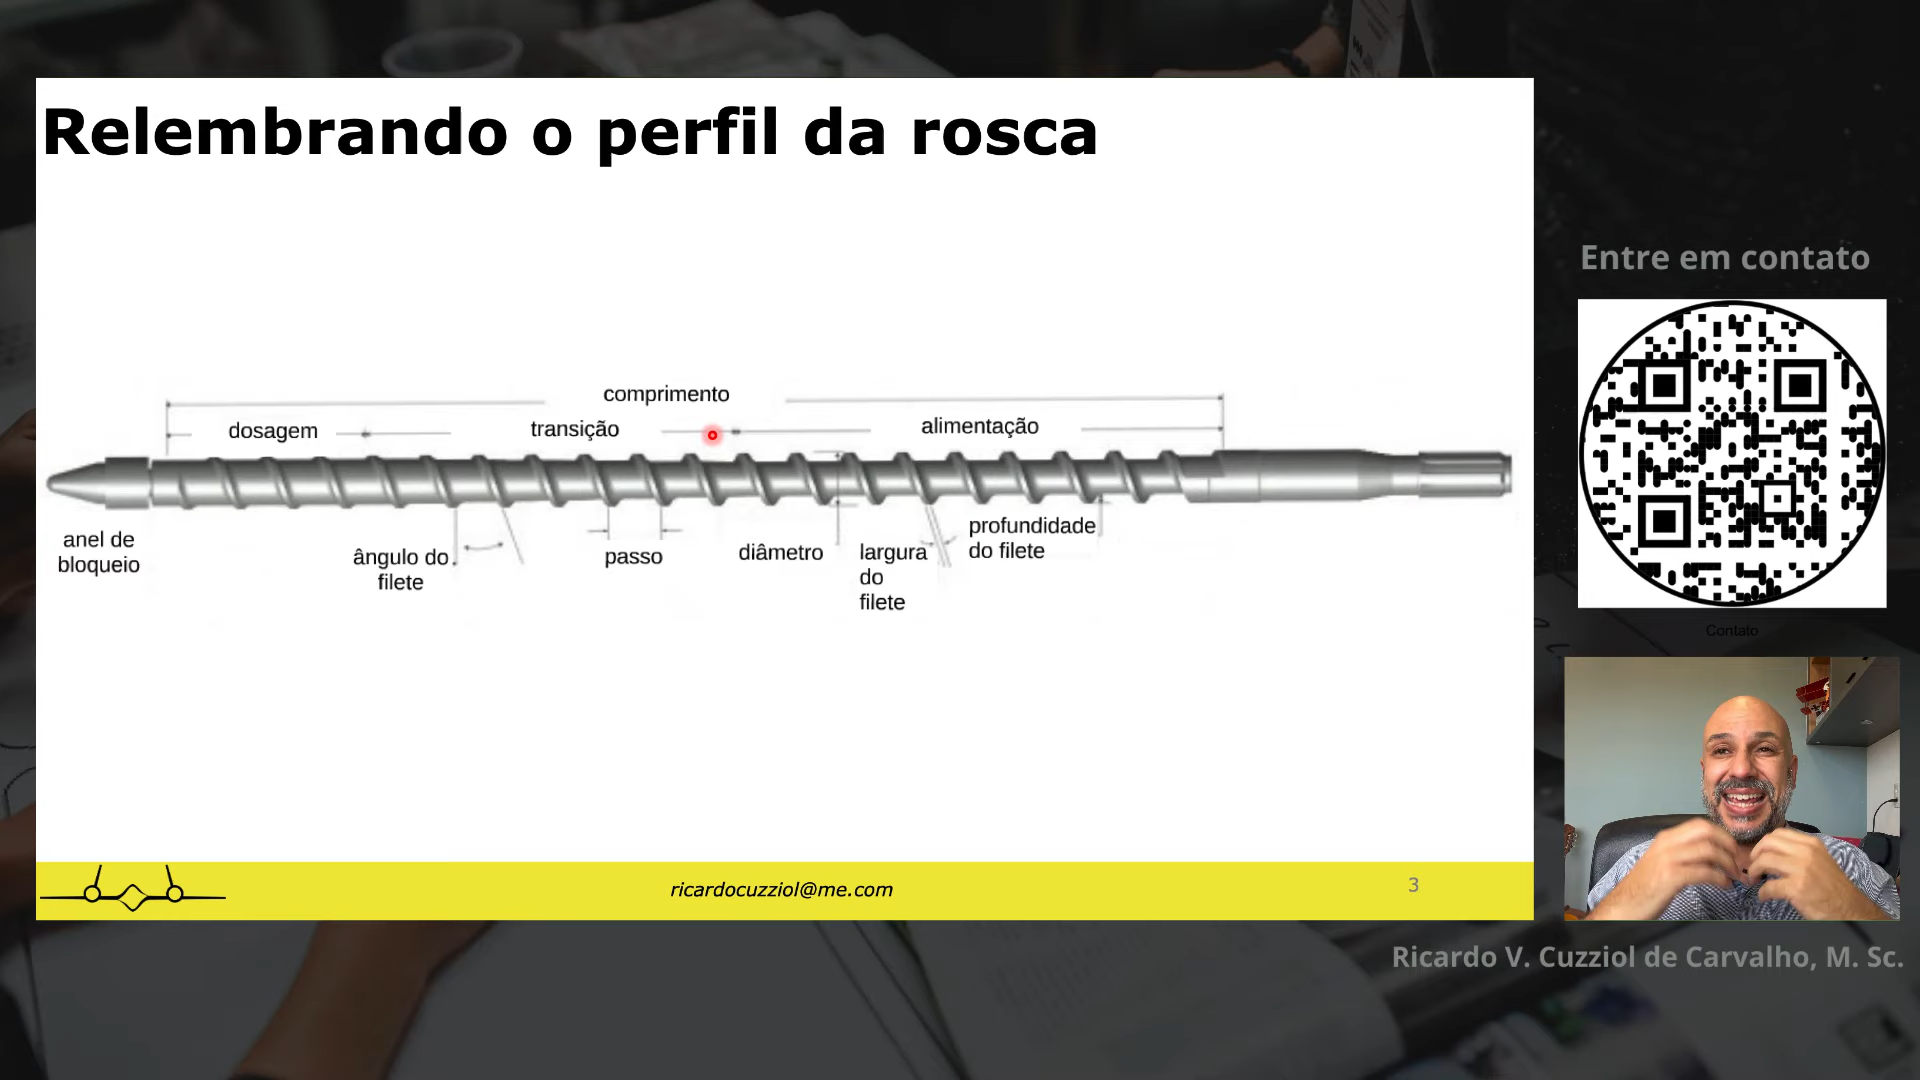 Relembrando o perfil da rosca
comprimento
dosagem
transição
alimentação
anel de
bloqueio
ângulo do
filete
passo
diâmetro
largura
do
filete
profundidade
do filete
ricardocuzziol@me.com
3
Entre em contato
Contato
Ricardo V. Cuzziol de Carvalho, M. Sc.